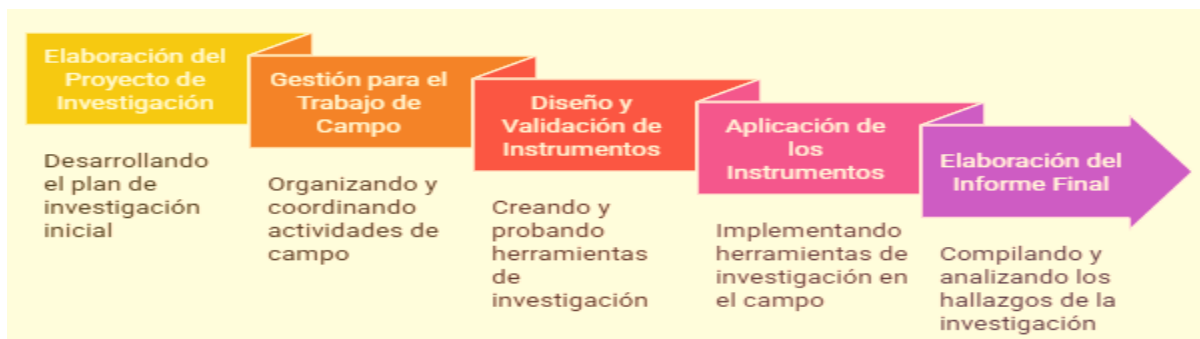 Elaboración del
Proyecto de
Investigación
Desarrollando
el plan de
investigación
inicial
Gestión para el
Trabajo de
Campo
Organizando y
coordinando
actividades de
campo
Diseño y
Validación de
Instrumentos
Creando y
probando
herramientas
de
investigación
Aplicación de
los
Instrumentos
Implementando
herramientas de
investigación en
el campo
Elaboración del
Informe Final
Compilando y
analizando los
hallazgos de la
investigación